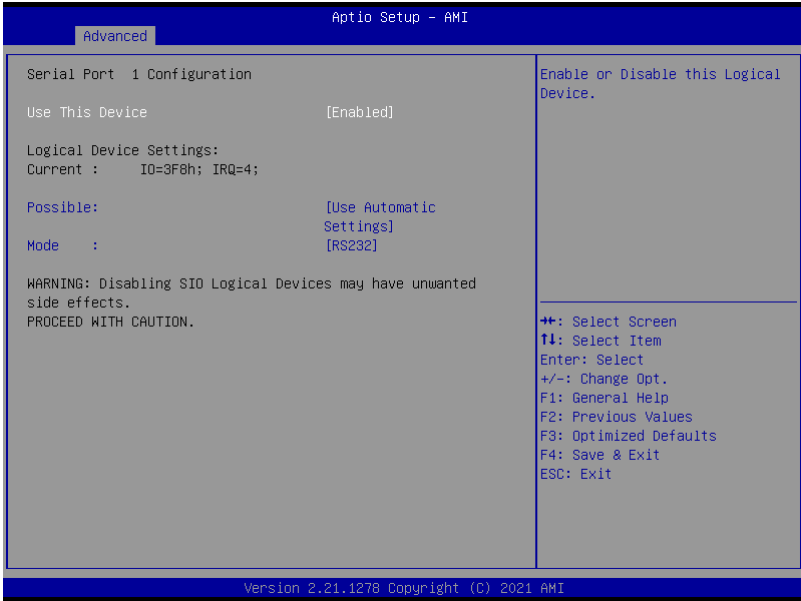 Aptio Setup – AMI
Advanced
Serial Port 1 Configuration
Use This Device [Enabled]
Logical Device Settings:
Current : IO=3F8h; IRQ=4;
Possible: [Use Automatic
Settings]
Mode : [RS232]
WARNING: Disabling SIO Logical Devices may have unwanted
side effects.
PROCEED WITH CAUTION.
Enable or Disable this Logical
Device.
→←: Select Screen
↑↓: Select Item
Enter: Select
+/-: Change Opt.
F1: General Help
F2: Previous Values
F3: Optimized Defaults
F4: Save & Exit
ESC: Exit
Version 2.21.1278 Copyright (C) 2021 AMI